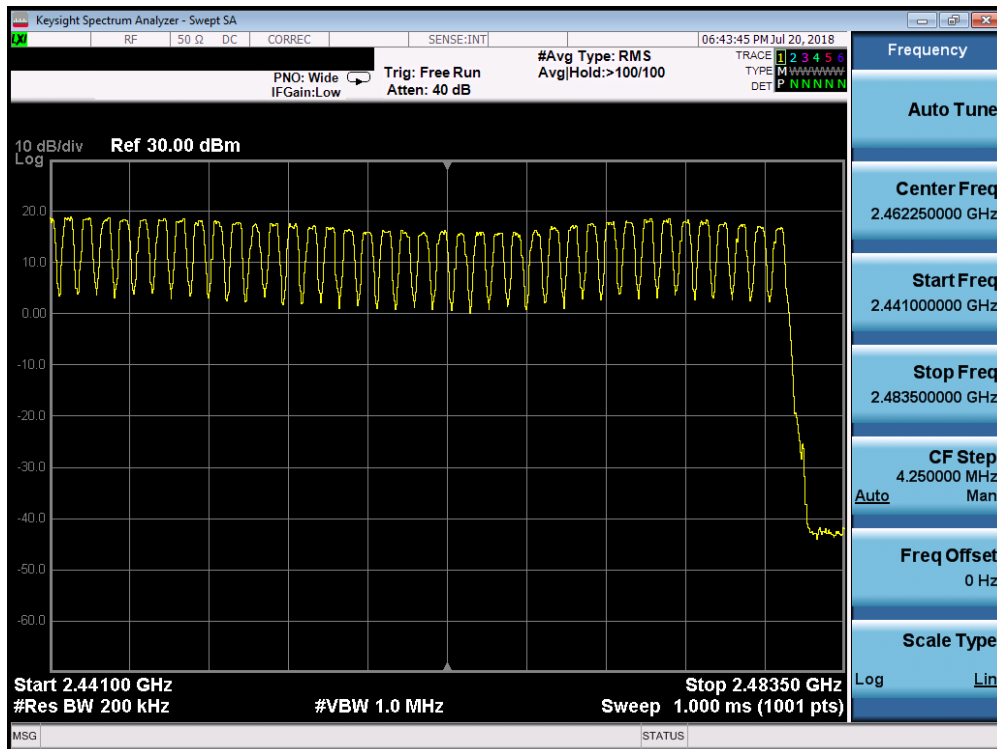 Keysight Spectrum Analyzer - Swept SA
LXI RF 50 Ω DC CORREC SENSE:INT 06:43:45 PM Jul 20, 2018
PNO: Wide
IFGain:Low
Trig: Free Run
Atten: 40 dB
#Avg Type: RMS
Avg|Hold:>100/100
TRACE 1 2 3 4 5 6
TYPE M WWWWW
DET P N N N N N
10 dB/div
Log
Ref 30.00 dBm
20.0
10.0
0.00
-10.0
-20.0
-30.0
-40.0
-50.0
-60.0
Start 2.44100 GHz
Stop 2.48350 GHz
#Res BW 200 kHz
#VBW 1.0 MHz
Sweep 1.000 ms (1001 pts)
MSG
STATUS
Frequency
Auto Tune
Center Freq
2.462250000 GHz
Start Freq
2.441000000 GHz
Stop Freq
2.483500000 GHz
CF Step
4.250000 MHz
Auto Man
Freq Offset
0 Hz
Scale Type
Log Lin